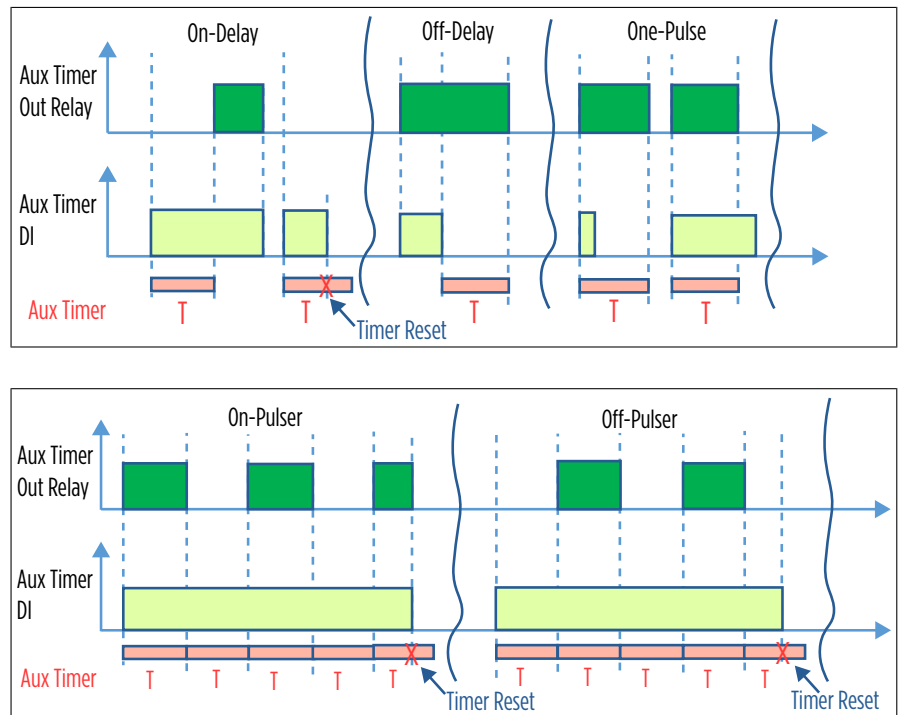 On-Delay Off-Delay One-Pulse
Aux Timer
Out Relay
Aux Timer
DI
X
Aux Timer T T T T T
Timer Reset
On-Pulser Off-Pulser
Aux Timer
Out Relay
Aux Timer
DI
X X
Aux Timer T T T T T T T T T T
Timer Reset Timer Reset